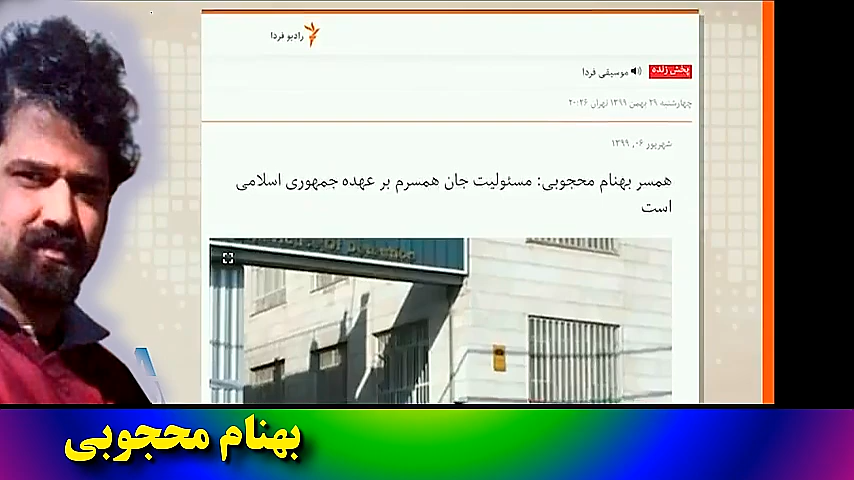 رادیو فردا
پخش زنده
موسیقی فردا
چهارشنبه ۲۹ بهمن ۱۳۹۹ تهران ۲۰:۲۶
شهریور ۰۶, ۱۳۹۹
همسر بهنام محجوبی: مسئولیت جان همسرم بر عهده جمهوری اسلامی
است
Of
بهنام محجوبی